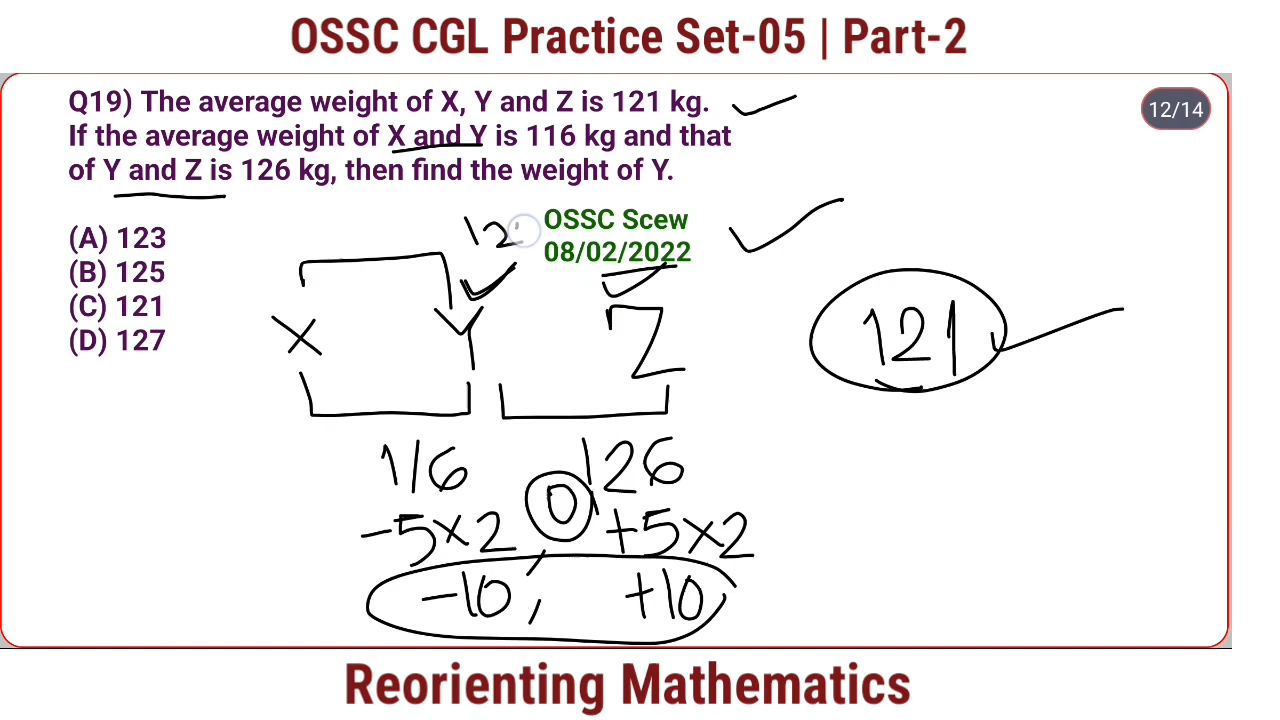 OSSC CGL Practice Set-05 | Part-2
Q19) The average weight of X, Y and Z is 121 kg.
12/14
If the average weight of X and Y is 116 kg and that
of Y and Z is 126 kg, then find the weight of Y.
(A) 123
(B) 125
(C) 121
(D) 127
12
OSSC Scew
08/02/2022
X Y Z
121
116 126
0
-5×2 +5×2
-10, +10
Reorienting Mathematics